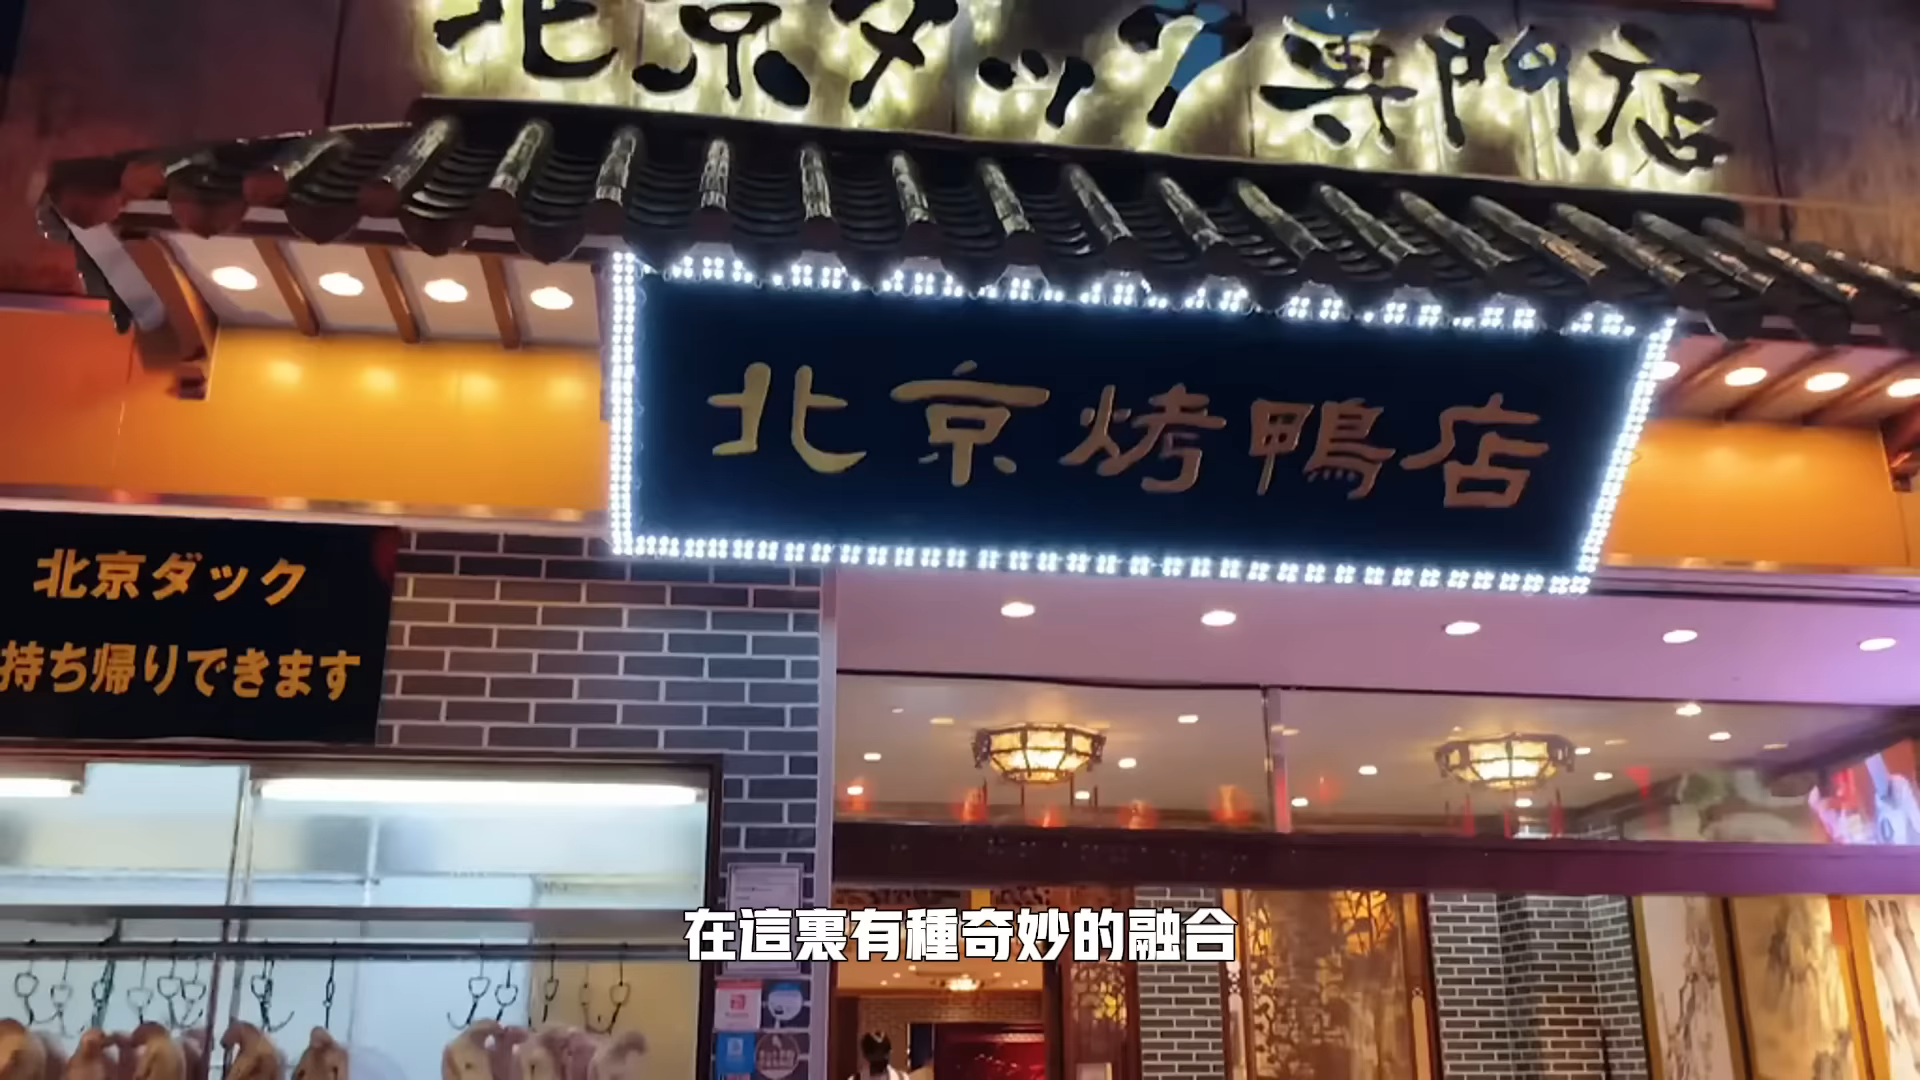 北京ダック専門店
北京烤鴨店
北京ダック
持ち帰りできます
在這裏有種奇妙的融合